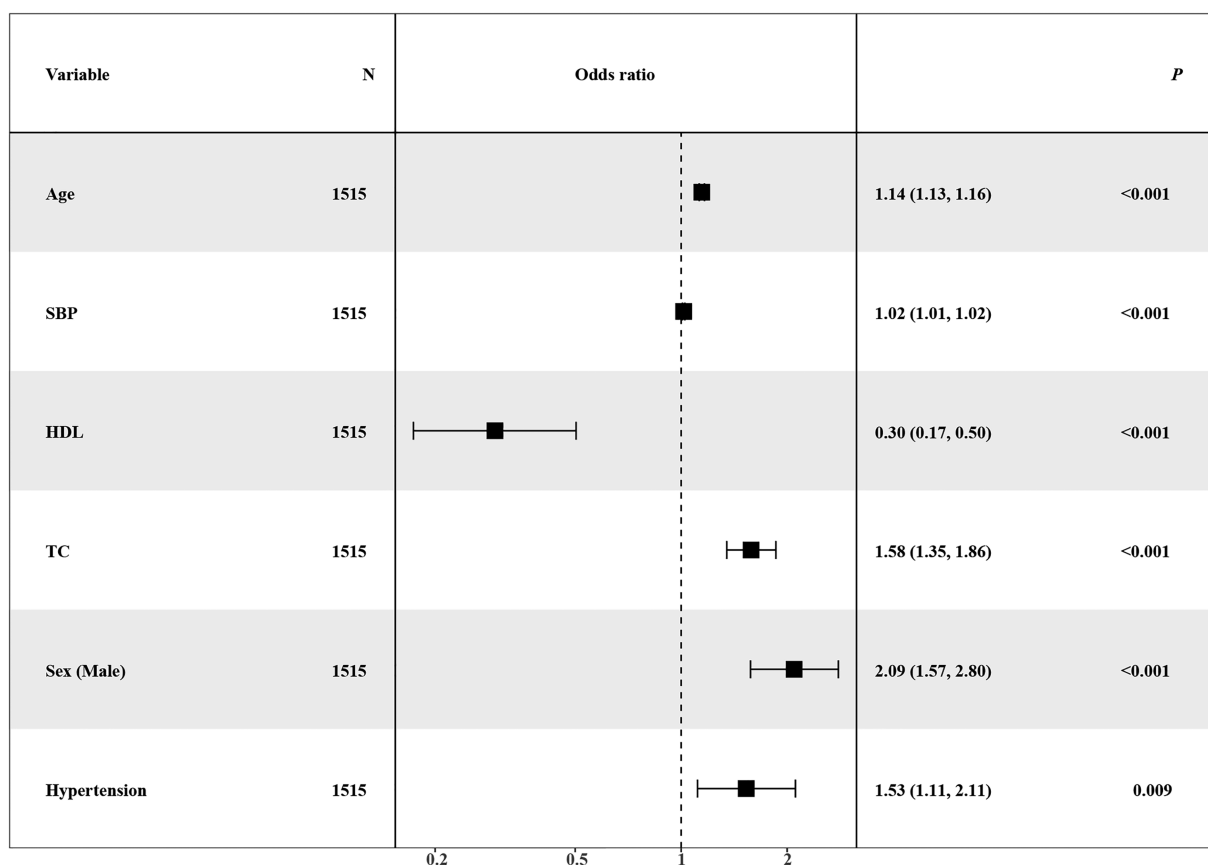 Variable N Odds ratio P
Age 1515 1.14 (1.13, 1.16) <0.001
SBP 1515 1.02 (1.01, 1.02) <0.001
HDL 1515 0.30 (0.17, 0.50) <0.001
TC 1515 1.58 (1.35, 1.86) <0.001
Sex (Male) 1515 2.09 (1.57, 2.80) <0.001
Hypertension 1515 1.53 (1.11, 2.11) 0.009
0.2 0.5 1 2